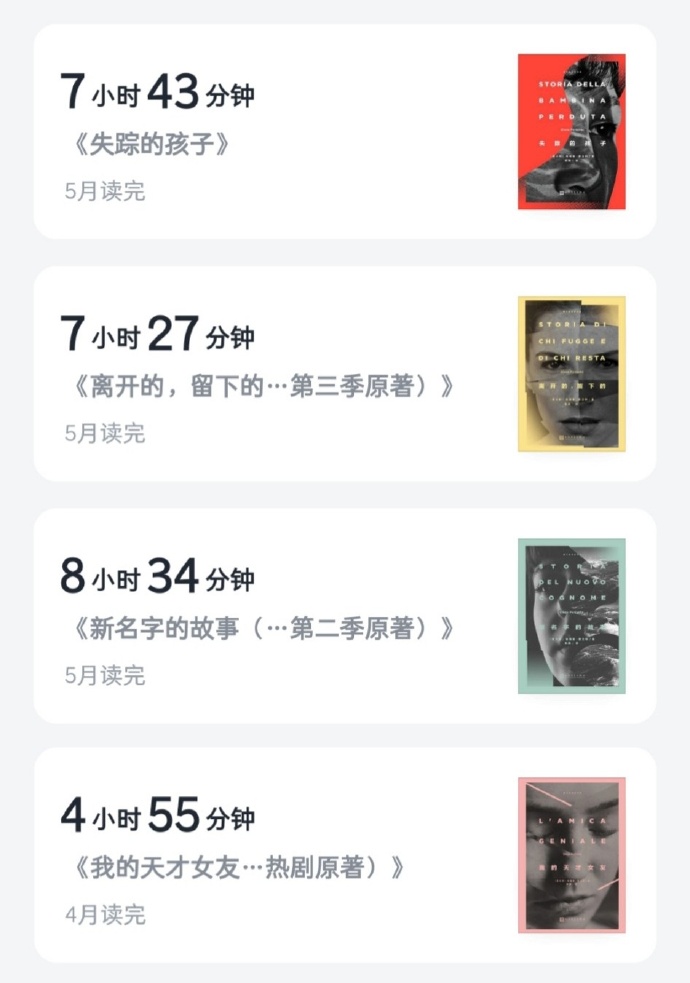 7小时43分钟
《失踪的孩子》
5月读完
STORIA DELLA
BAMBINA
PERDUTA
失踪的孩子
7小时27分钟
《离开的，留下的…第三季原著）》
5月读完
STORIA DI
CHI FUGGE E
DI CHI RESTA
离开的，留下的
8小时34分钟
《新名字的故事（…第二季原著）》
5月读完
STORIA
DEL NUOVO
COGNOME
4小时55分钟
《我的天才女友…热剧原著）》
4月读完
L'AMICA
GENIALE
我的天才女友